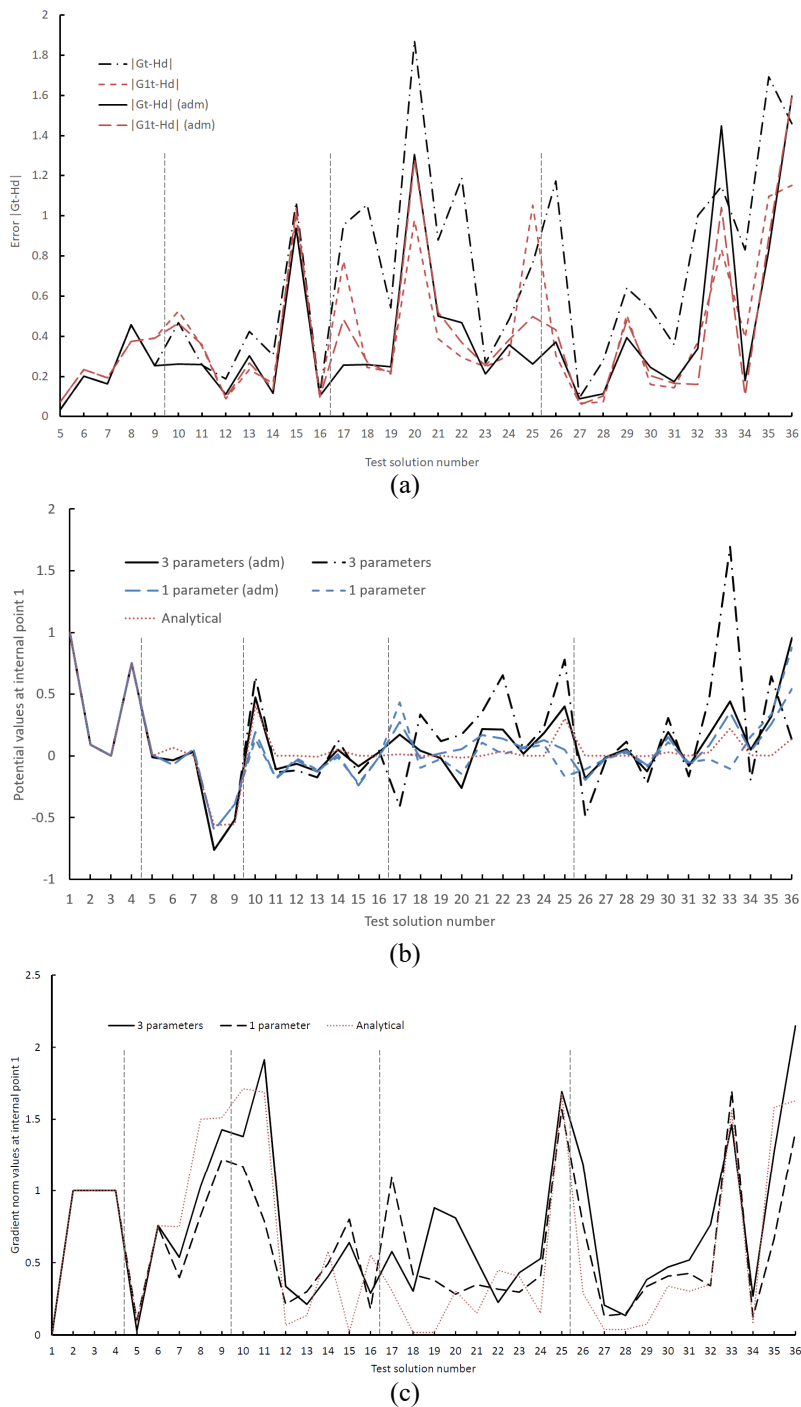 2
1.8
1.6
1.4
1.2
1
0.8
0.6
0.4
0.2
0
Error |Gt-Hd|
|Gt-Hd|
|G1t-Hd|
|Gt-Hd| (adm)
|G1t-Hd| (adm)
5 6 7 8 9 10 11 12 13 14 15 16 17 18 19 20 21 22 23 24 25 26 27 28 29 30 31 32 33 34 35 36
Test solution number
(a)
2
1.5
1
0.5
0
-0.5
-1
Potential values at internal point 1
3 parameters (adm) 3 parameters
1 parameter (adm) 1 parameter
Analytical
1 2 3 4 5 6 7 8 9 10 11 12 13 14 15 16 17 18 19 20 21 22 23 24 25 26 27 28 29 30 31 32 33 34 35 36
Test solution number
(b)
2.5
2
1.5
1
0.5
0
Gradient norm values at internal point 1
3 parameters 1 parameter Analytical
1 2 3 4 5 6 7 8 9 10 11 12 13 14 15 16 17 18 19 20 21 22 23 24 25 26 27 28 29 30 31 32 33 34 35 36
Test solution number
(c)